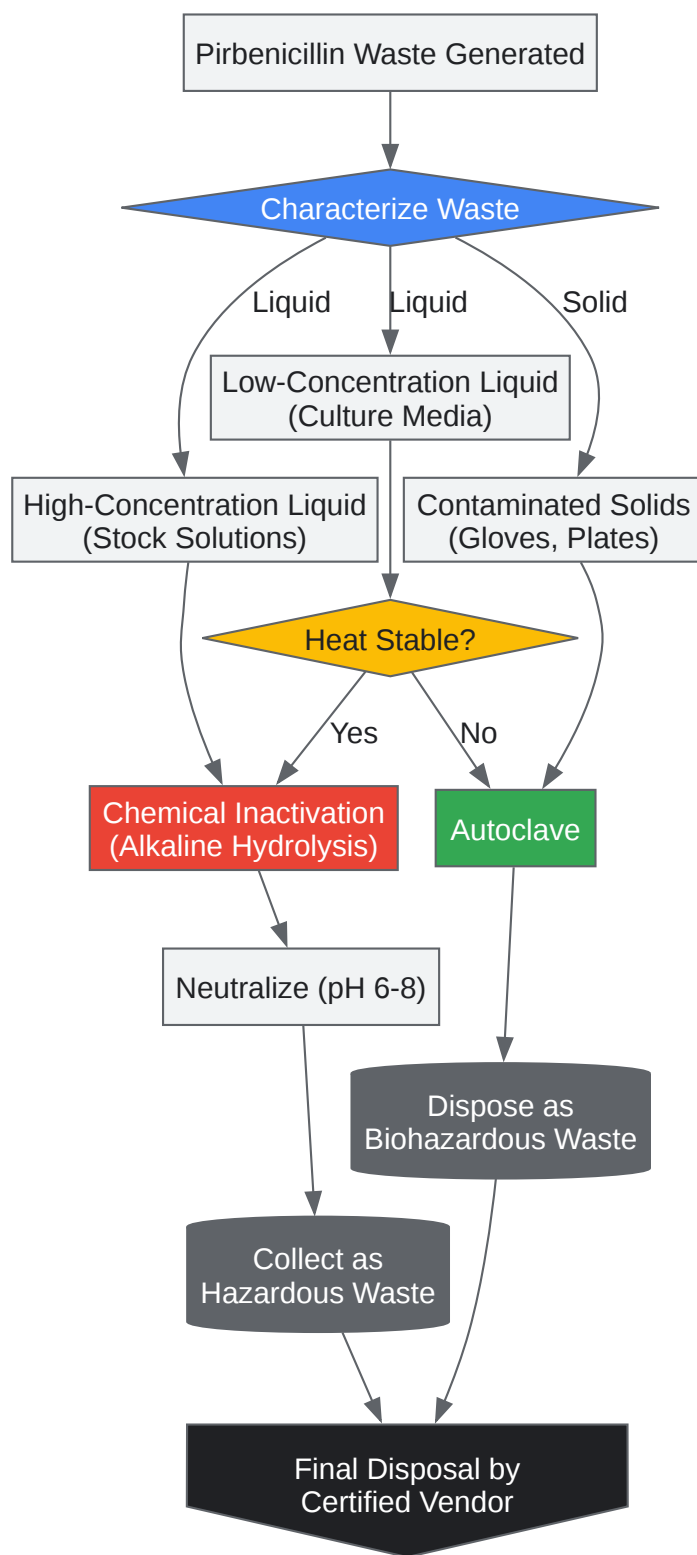 Pirbenicillin Waste Generated
Characterize Waste
Liquid
Liquid
Solid
Low-Concentration Liquid
(Culture Media)
High-Concentration Liquid
(Stock Solutions)
Contaminated Solids
(Gloves, Plates)
Heat Stable?
Yes
No
Chemical Inactivation
(Alkaline Hydrolysis)
Autoclave
Neutralize (pH 6-8)
Dispose as
Biohazardous Waste
Collect as
Hazardous Waste
Final Disposal by
Certified Vendor